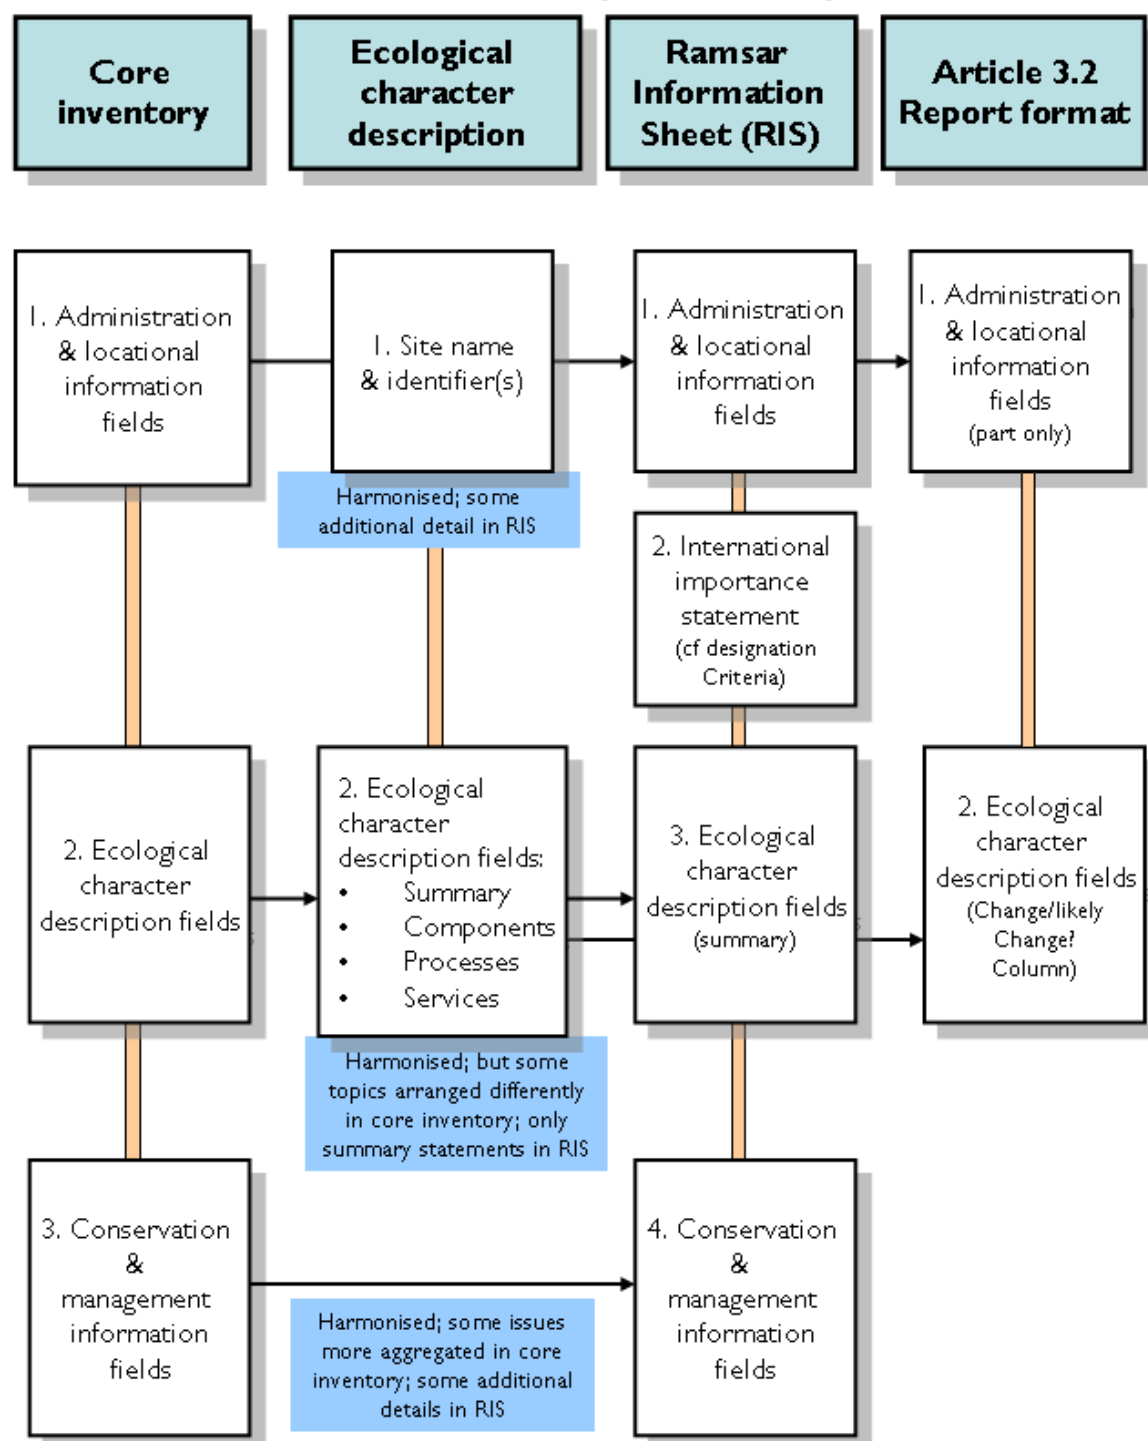 Core
inventory
Ecological
character
description
Ramsar
Information
Sheet (RIS)
Article 3.2
Report format
1. Administration
& locational
information
fields
1. Site name
& identifier(s)
1. Administration
& locational
information
fields
1. Administration
& locational
information
fields
(part only)
Harmonised; some
additional detail in RIS
2. International
importance
statement
(cf designation
Criteria)
2. Ecological
character
description fields
2. Ecological
character
description fields:
• Summary
• Components
• Processes
• Services
3. Ecological
character
description fields
(summary)
2. Ecological
character
description fields
(Change/likely
Change?
Column)
Harmonised; but some
topics arranged differently
in core inventory; only
summary statements in RIS
3. Conservation
&
management
information
fields
4. Conservation
&
management
information
fields
Harmonised; some issues
more aggregated in core
inventory; some additional
details in RIS